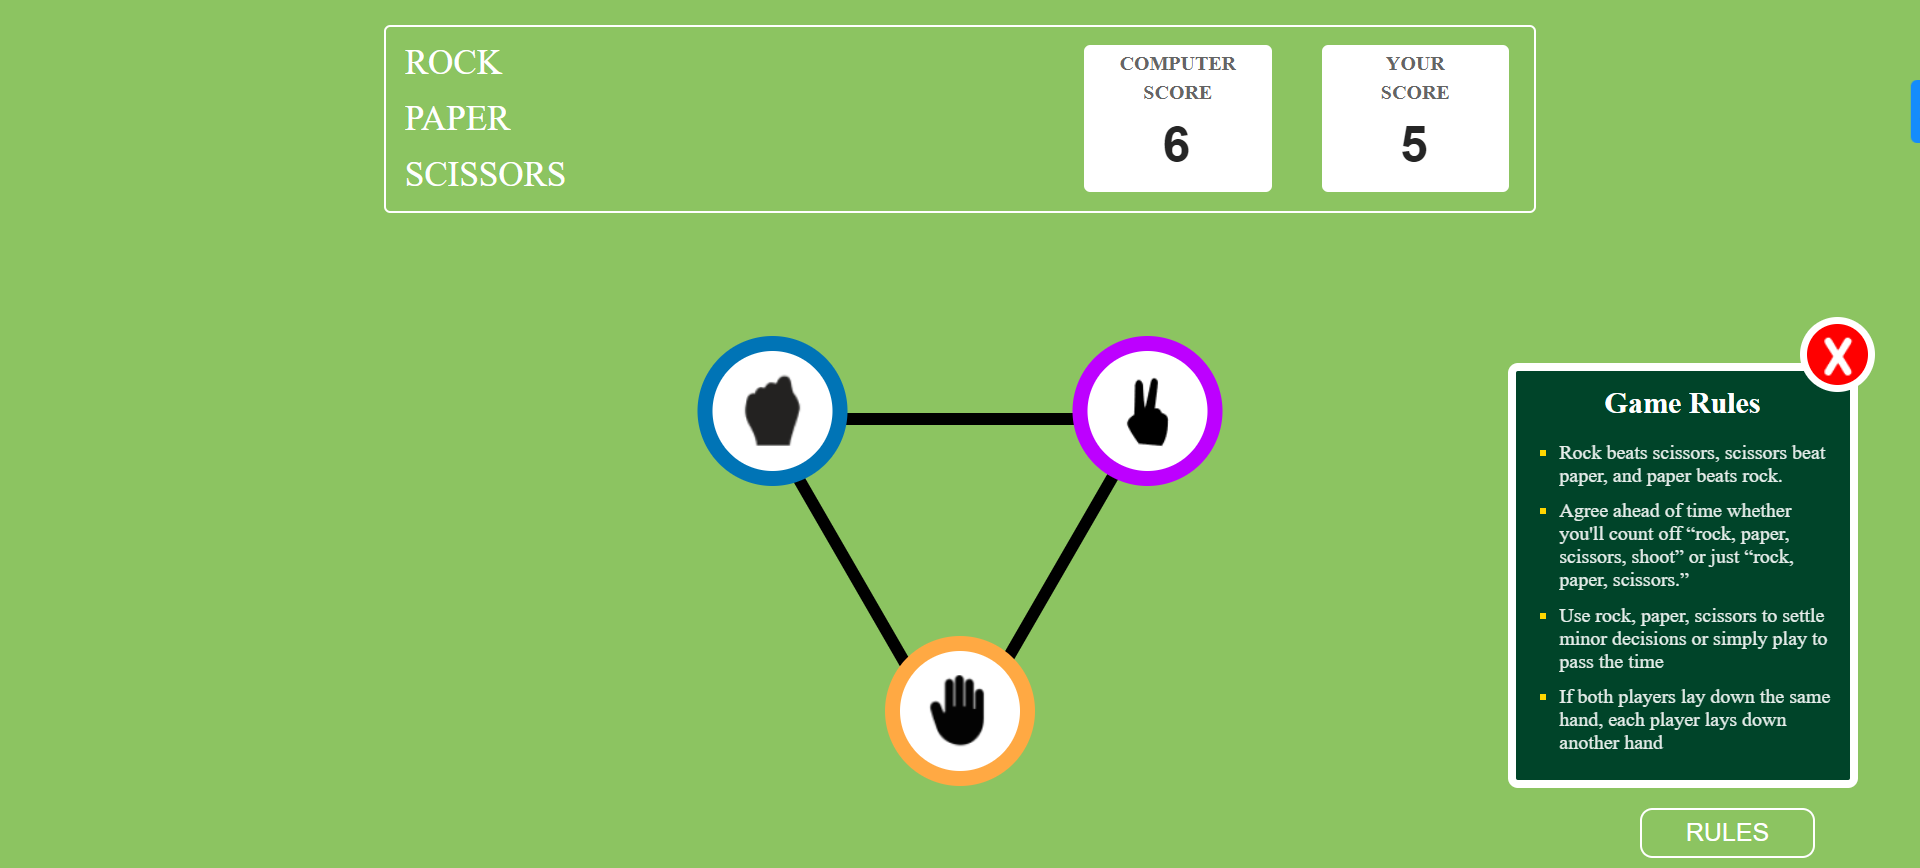 ROCK
PAPER
SCISSORS
COMPUTER
SCORE
6
YOUR
SCORE
5
X
Game Rules
Rock beats scissors, scissors beat
paper, and paper beats rock.
Agree ahead of time whether
you'll count off “rock, paper,
scissors, shoot” or just “rock,
paper, scissors.”
Use rock, paper, scissors to settle
minor decisions or simply play to
pass the time
If both players lay down the same
hand, each player lays down
another hand
RULES